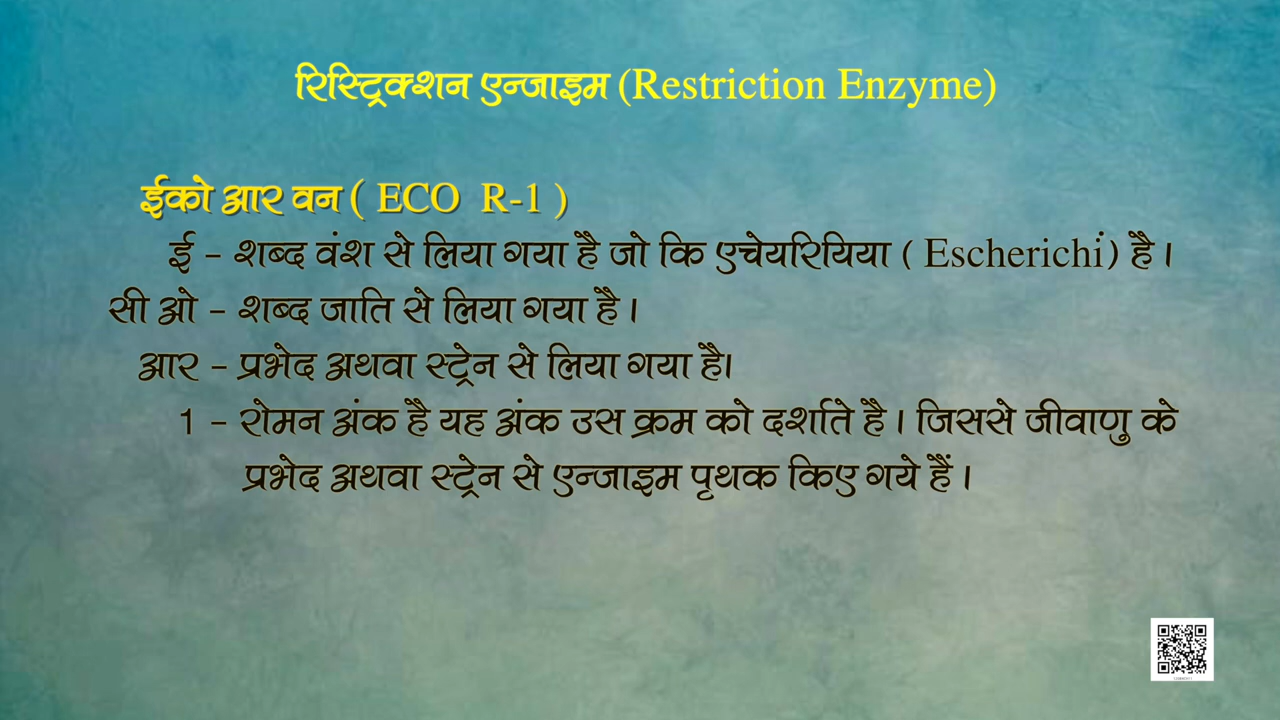 रिस्ट्रिक्शन एन्जाइम (Restriction Enzyme)
ईको आर वन ( ECO R-1 )
ई - शब्द वंश से लिया गया है जो कि एचेयरियिया ( Escherichi) है ।
सी ओ - शब्द जाति से लिया गया है ।
आर - प्रभेद अथवा स्ट्रेन से लिया गया है।
1 - रोमन अंक है यह अंक उस क्रम को दर्शाते है । जिससे जीवाणु के
प्रभेद अथवा स्ट्रेन से एन्जाइम पृथक किए गये हैं ।